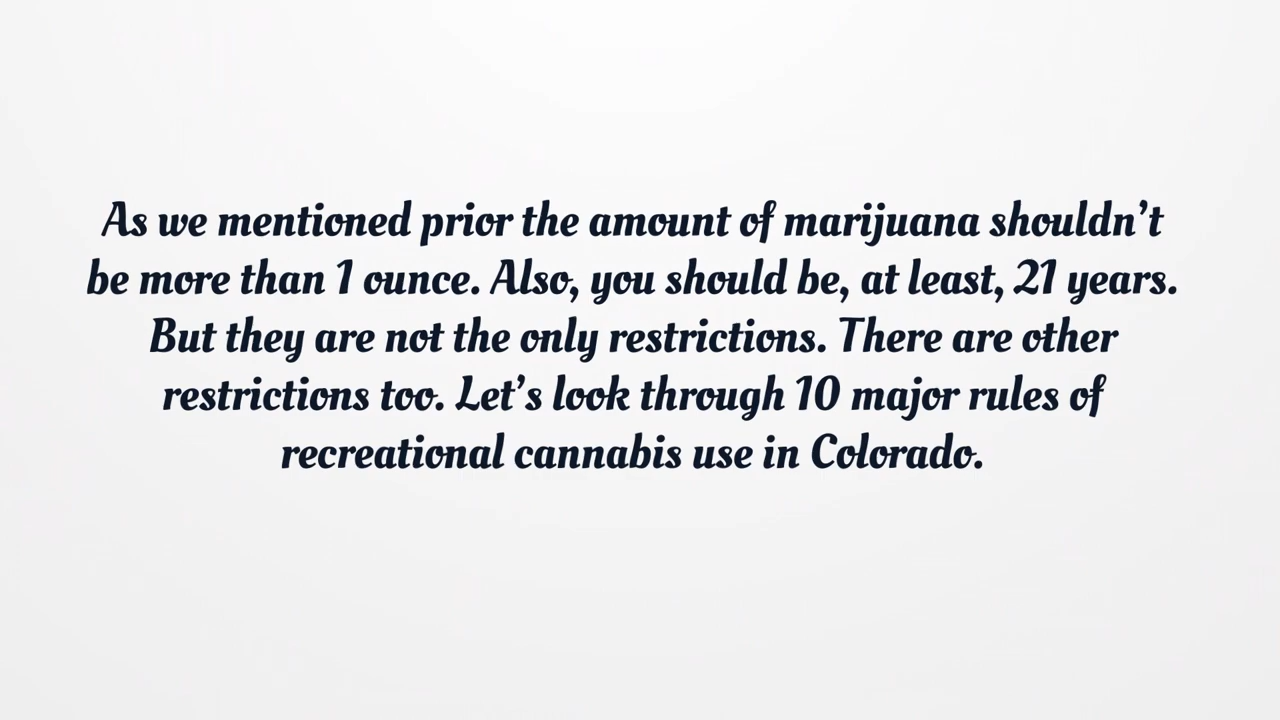 As we mentioned prior the amount of marijuana shouldn’t
be more than 1 ounce. Also, you should be, at least, 21 years.
But they are not the only restrictions. There are other
restrictions too. Let’s look through 10 major rules of
recreational cannabis use in Colorado.